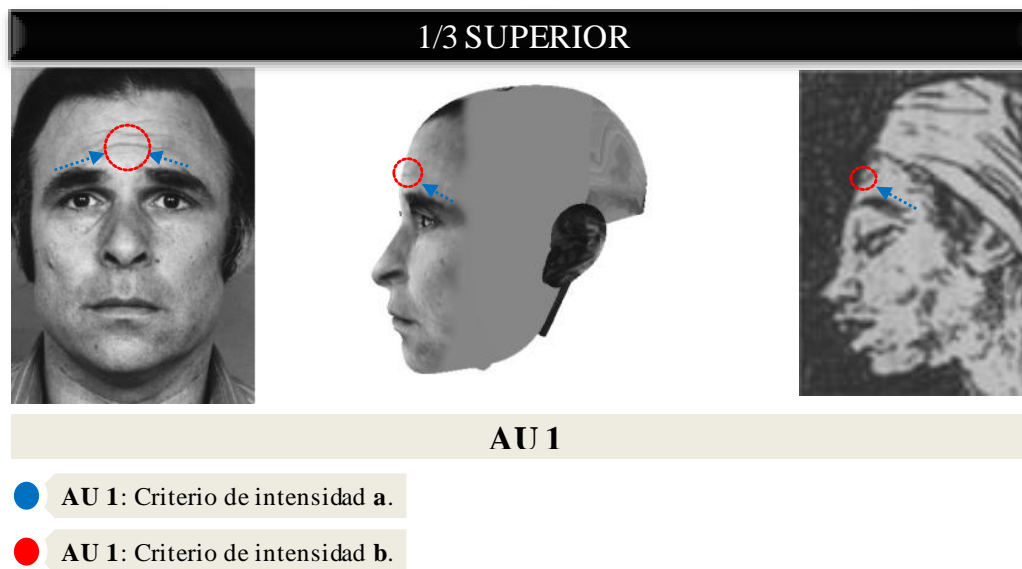 1/3 SUPERIOR
AU 1
AU 1: Criterio de intensidad a.
AU 1: Criterio de intensidad b.